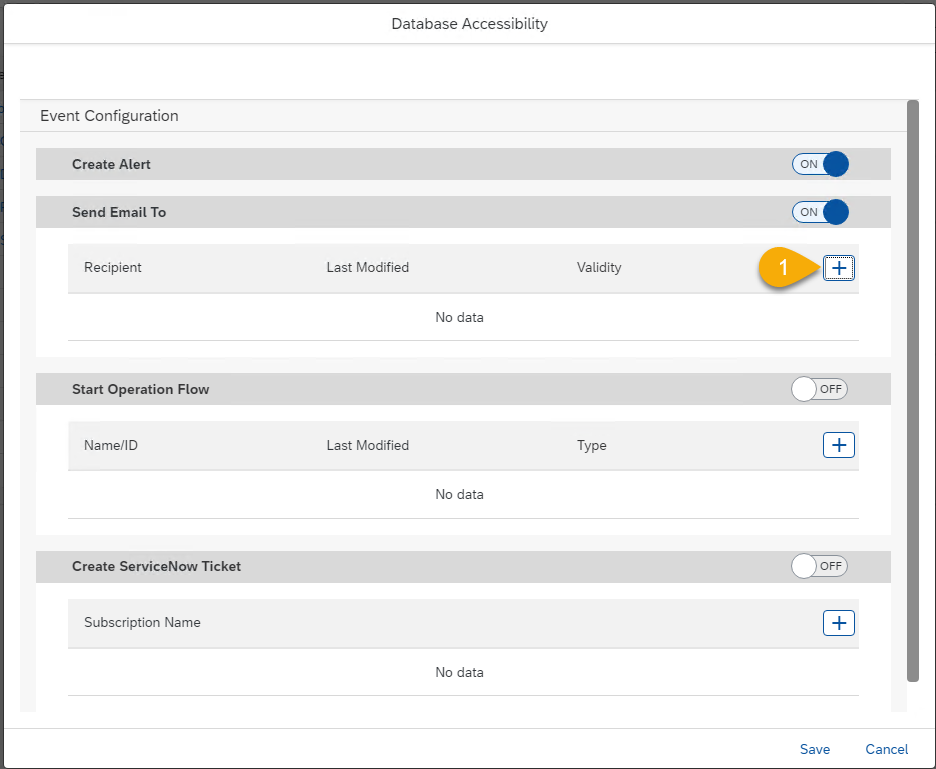 Database Accessibility
Event Configuration
Create Alert ON
Send Email To ON
Recipient Last Modified Validity 1 +
No data
Start Operation Flow OFF
Name/ID Last Modified Type +
No data
Create ServiceNow Ticket OFF
Subscription Name +
No data
Save Cancel